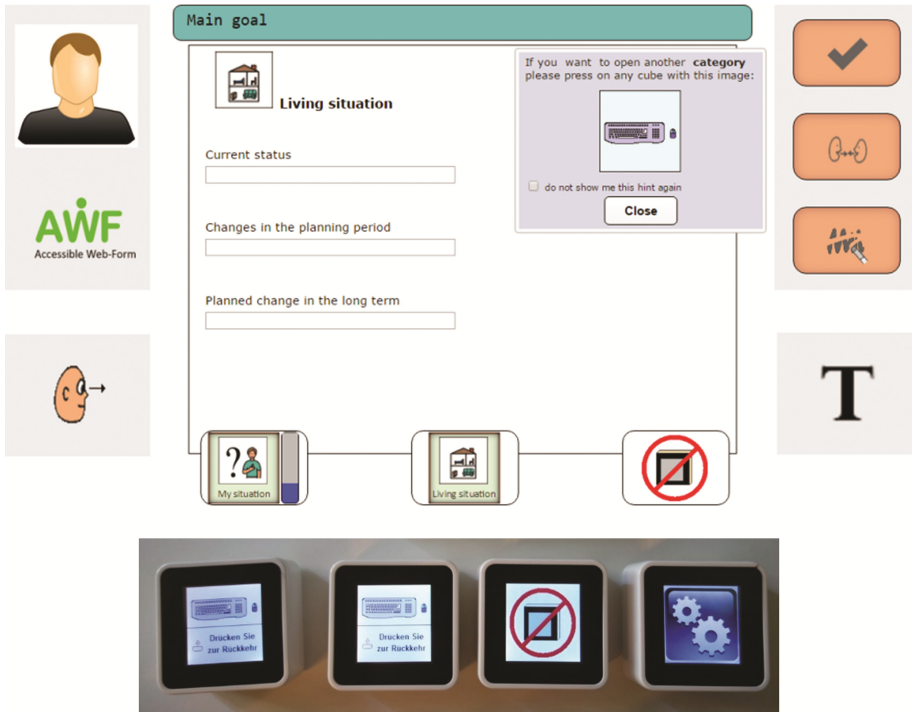 Main goal
Living situation
If you want to open another category
please press on any cube with this image:
do not show me this hint again
Close
Current status
Changes in the planning period
Planned change in the long term
AWF
Accessible Web-Form
T
?
My situation
Living situation
Drücken Sie
zur Rückkehr
Drücken Sie
zur Rückkehr